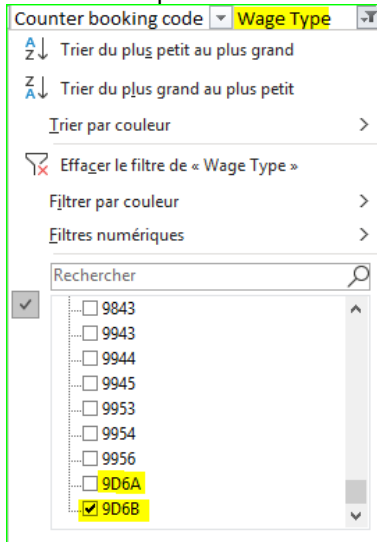 Counter booking code Wage Type
Trier du plus petit au plus grand
Trier du plus grand au plus petit
Trier par couleur
Effacer le filtre de « Wage Type »
Filtrer par couleur
Filtres numériques
Rechercher
9843
9943
9944
9945
9953
9954
9956
9D6A
9D6B